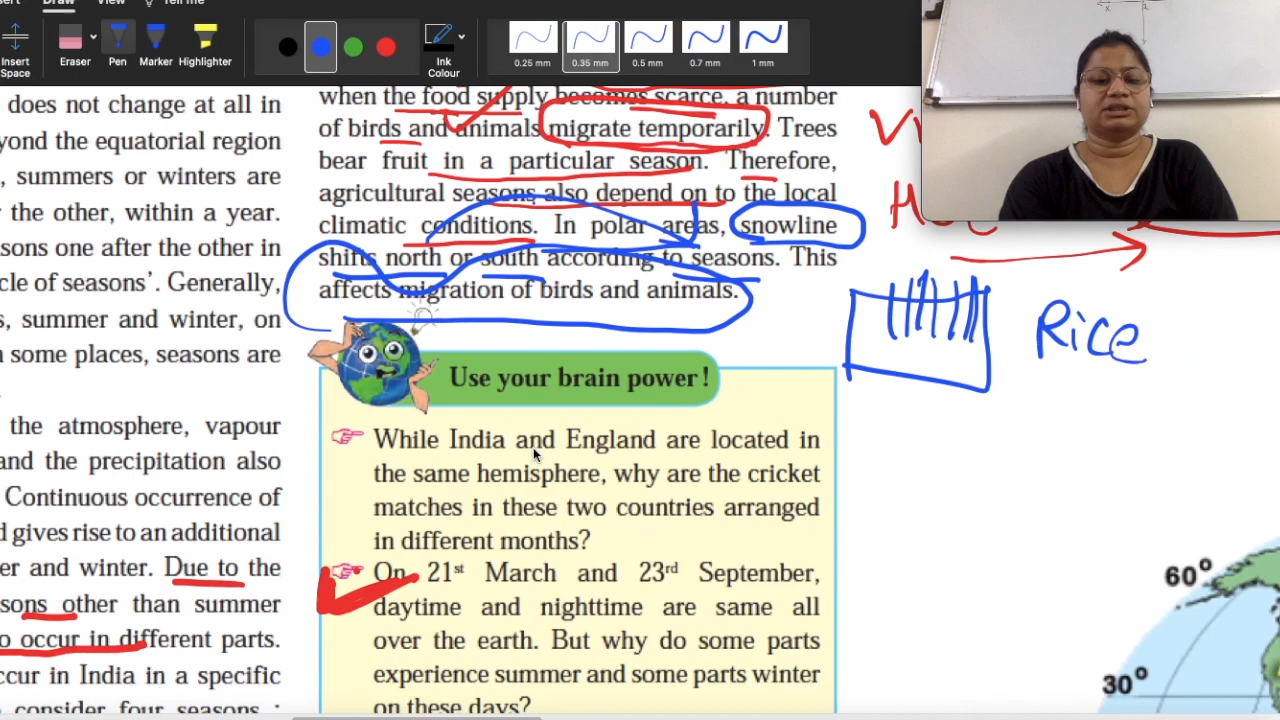 Draw
View
Tell me
Insert
Space
Eraser
Pen
Marker
Highlighter
Ink
Colour
0.25 mm
0.35 mm
0.5 mm
0.7 mm
1 mm
does not change at all in
the equatorial region
, summers or winters are
the other, within a year.
one after the other in
of seasons'. Generally,
, summer and winter, on
some places, seasons are
the atmosphere, vapour
and the precipitation also
Continuous occurrence of
gives rise to an additional
and winter. Due to the
other than summer
occur in different parts.
in India in a specific
consider four seasons :
when the food supply becomes scarce, a number
of birds and animals migrate temporarily. Trees
bear fruit in a particular season. Therefore,
agricultural seasons also depend on to the local
climatic conditions. In polar areas, snowline
shifts north or south according to seasons. This
affects migration of birds and animals.
Use your brain power!
While India and England are located in
the same hemisphere, why are the cricket
matches in these two countries arranged
in different months?
On 21st March and 23rd September,
daytime and nighttime are same all
over the earth. But why do some parts
experience summer and some parts winter
on these days?
Rice
60°
30°